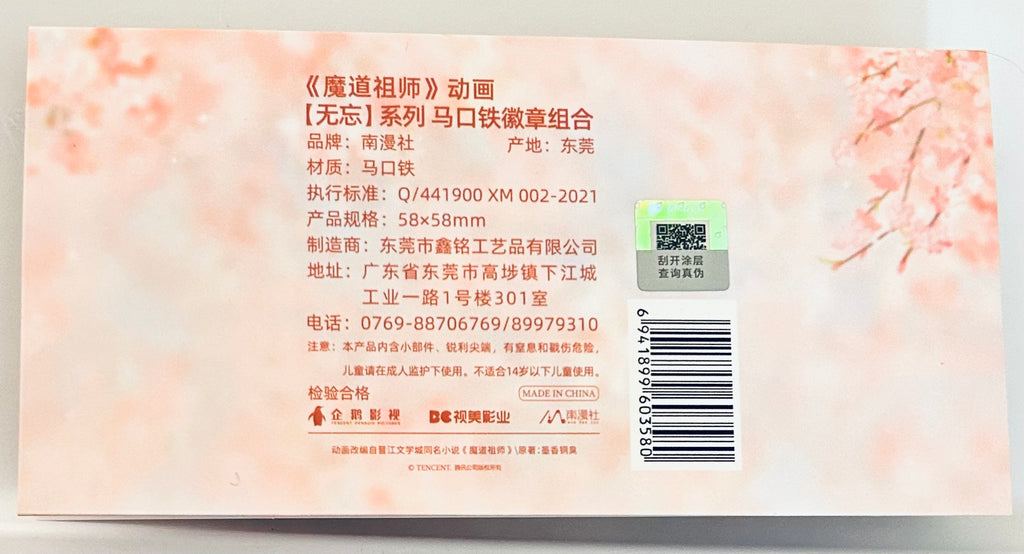 《魔道祖师》动画
【无忘】系列 马口铁徽章组合
品牌：南漫社 产地：东莞
材质：马口铁
执行标准：Q/441900 XM 002-2021
产品规格：58×58mm
制造商：东莞市鑫铭工艺品有限公司
地址：广东省东莞市高埗镇下江城
工业一路1号楼301室
电话：0769-88706769/89979310
注意：本产品内含小部件、锐利尖端，有窒息和戳伤危险，
儿童请在成人监护下使用。不适合14岁以下儿童使用。
检验合格 MADE IN CHINA
企鹅影视 视美影业 南漫社
TENCENT PENGUIN PICTURES
动画改编自晋江文学城同名小说《魔道祖师》\原著：墨香铜臭
© TENCENT. 腾讯公司版权所有
刮开涂层
查询真伪
6941899603580